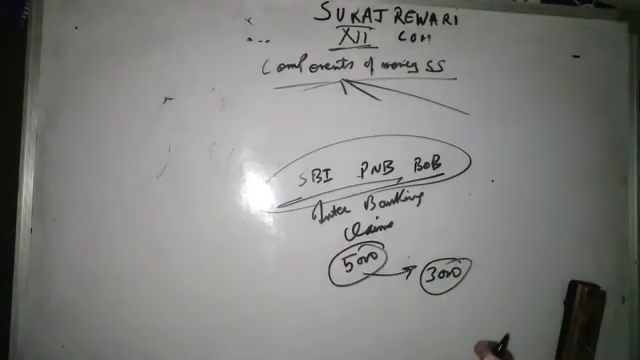 SURAJ REWARI
XII COM
Components of money SS
SBI PNB BOB
Inter Banking
Claims
5000
3000